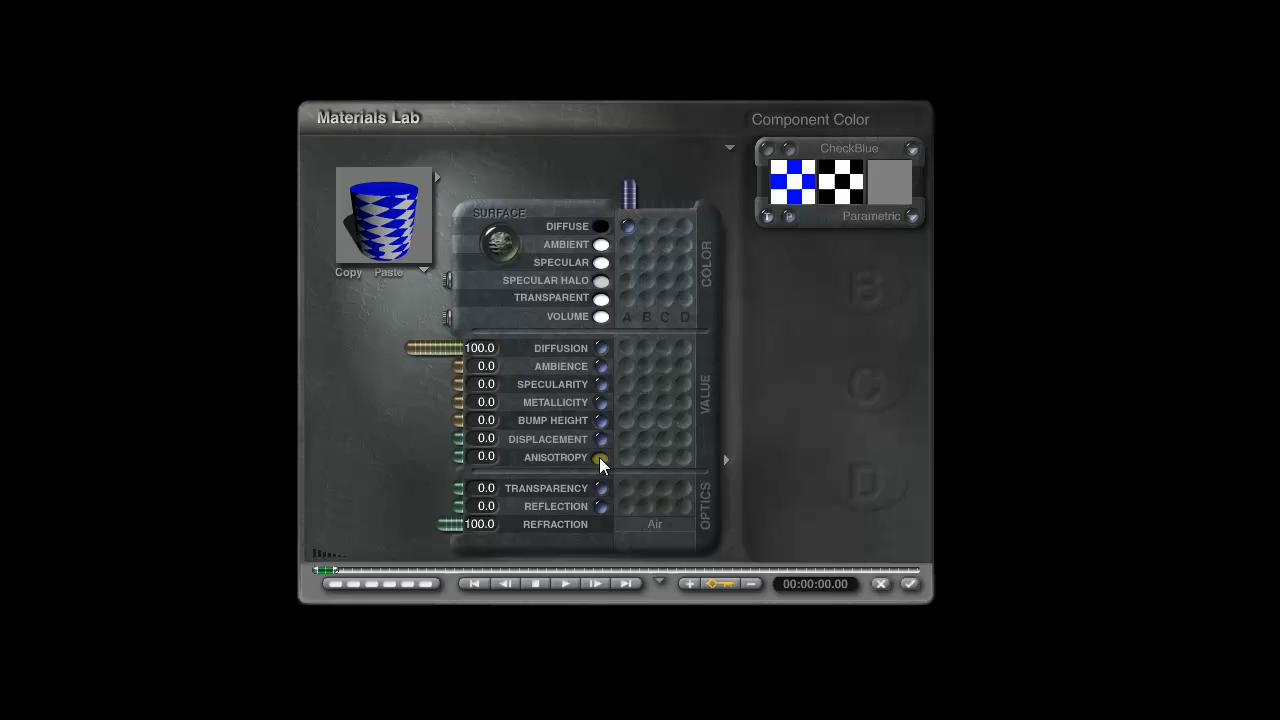 Materials Lab
Component Color
CheckBlue
Parametric
Copy Paste
SURFACE
DIFFUSE
AMBIENT
SPECULAR
SPECULAR HALO
TRANSPARENT
VOLUME
A B C D
COLOR
100.0 DIFFUSION
0.0 AMBIENCE
0.0 SPECULARITY
0.0 METALLICITY
0.0 BUMP HEIGHT
0.0 DISPLACEMENT
0.0 ANISOTROPY
VALUE
0.0 TRANSPARENCY
0.0 REFLECTION
100.0 REFRACTION Air
OPTICS
B
C
D
00:00:00.00